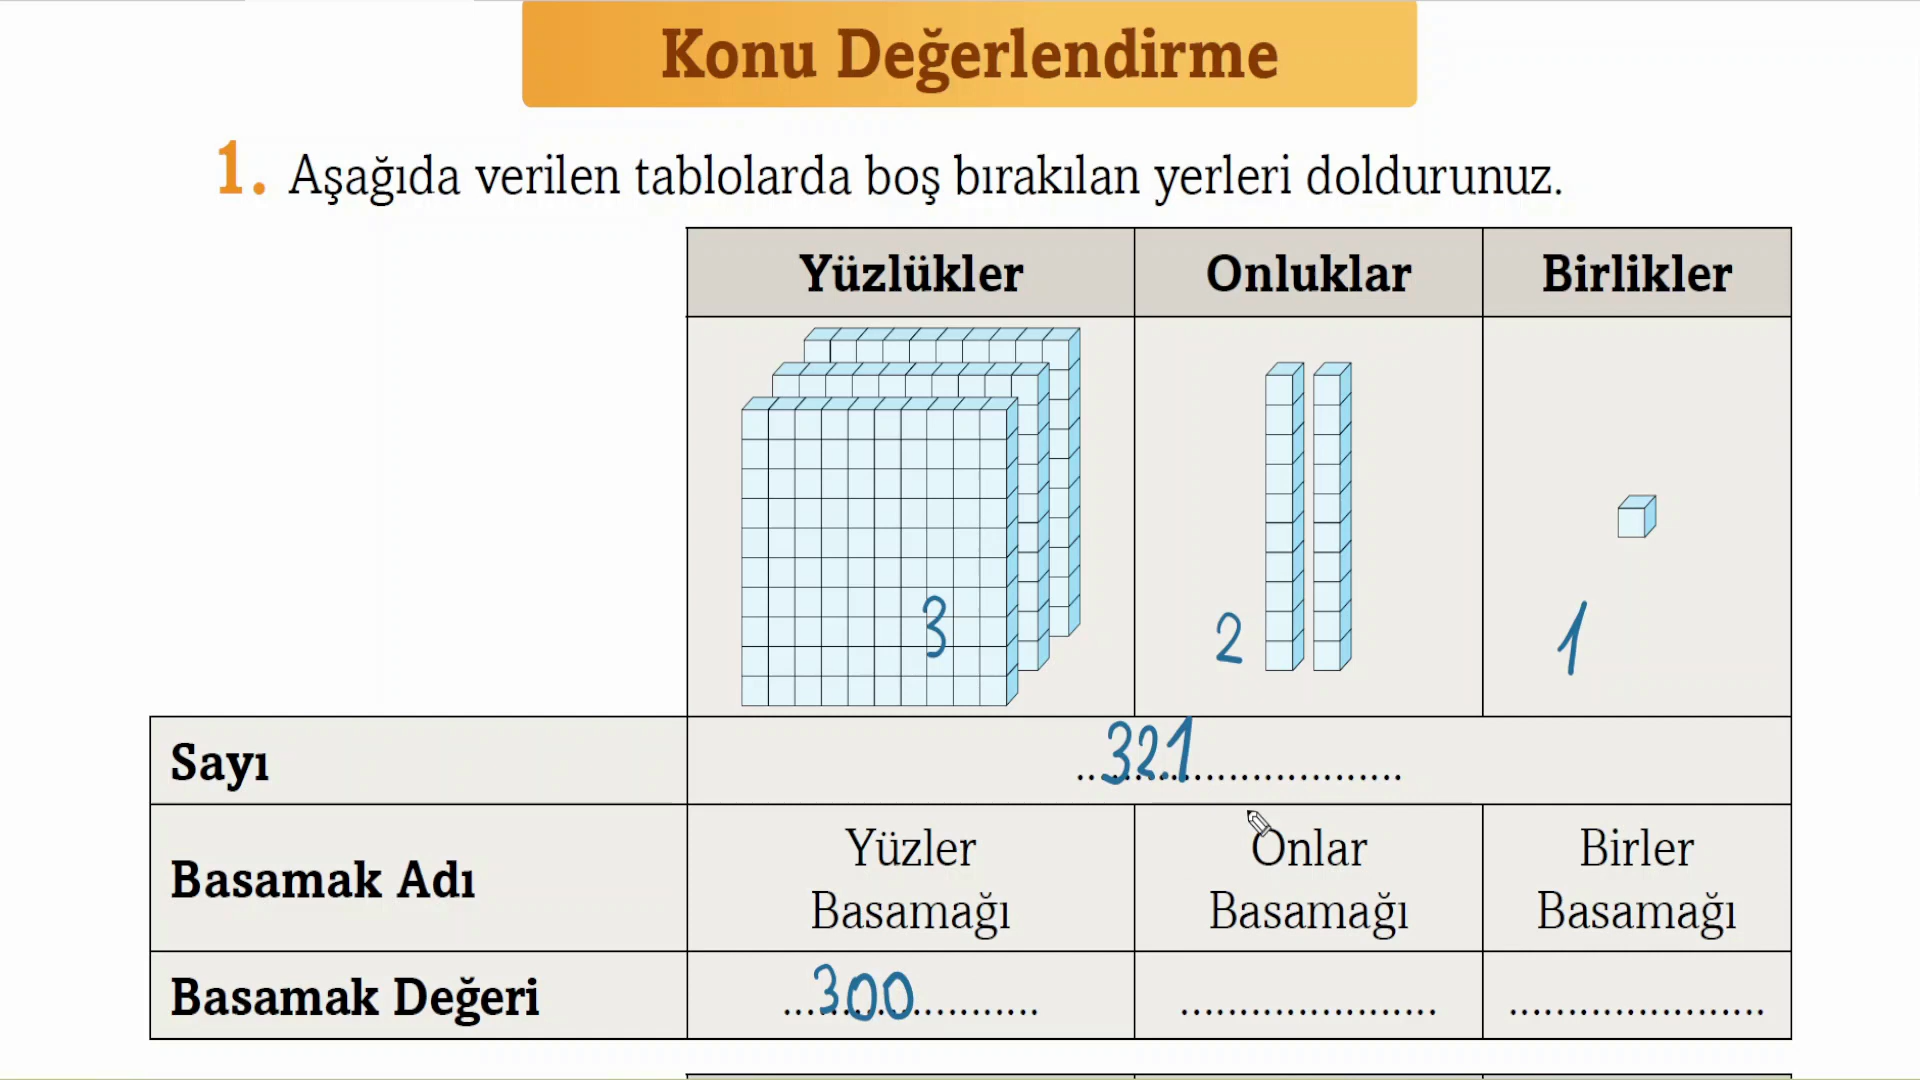 Konu Değerlendirme
1. Aşağıda verilen tablolarda boş bırakılan yerleri doldurunuz.
Yüzlükler Onluklar Birlikler
3 2 1
Sayı ..321..................
Basamak Adı Yüzler Basamağı Onlar Basamağı Birler Basamağı
Basamak Değeri ..300............ ...................... ......................